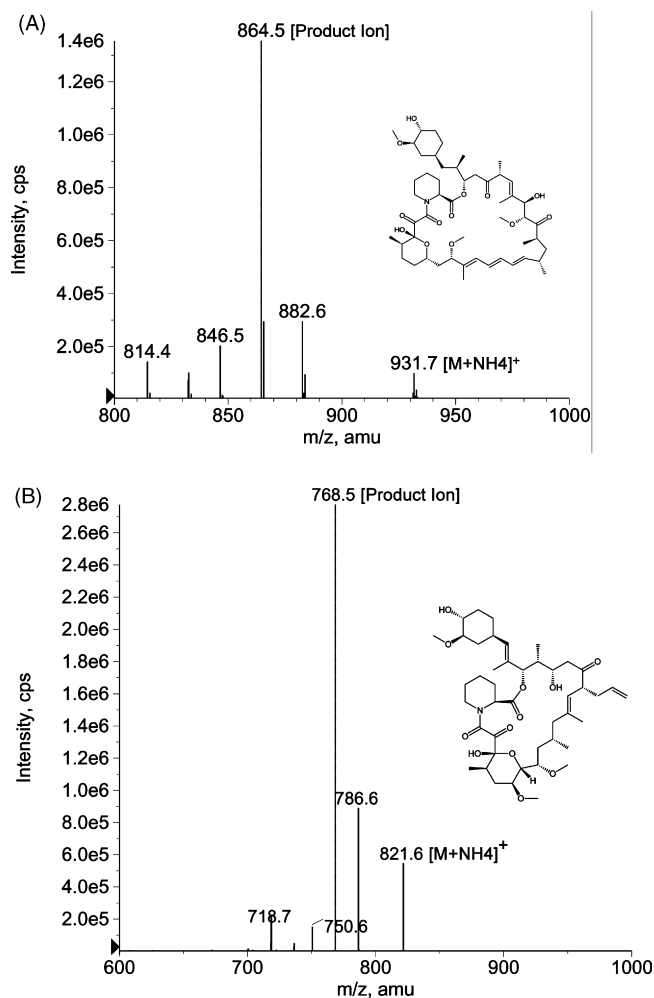 (A)
864.5 [Product Ion]
1.4e6
1.2e6
1.0e6
8.0e5
6.0e5
4.0e5
2.0e5
Intensity, cps
814.4
846.5
882.6
931.7 [M+NH4]+
HO
O
O
N
O
O
O
O
HO
O
O
OH
O
O
800
850
900
950
1000
m/z, amu
(B)
768.5 [Product Ion]
2.8e6
2.6e6
2.4e6
2.2e6
2.0e6
1.8e6
1.6e6
1.4e6
1.2e6
1.0e6
8.0e5
6.0e5
4.0e5
2.0e5
Intensity, cps
718.7
750.6
786.6
821.6 [M+NH4]+
HO
O
O
OH
O
N
O
O
O
HO
O
H
O
O
600
700
800
900
1000
m/z, amu